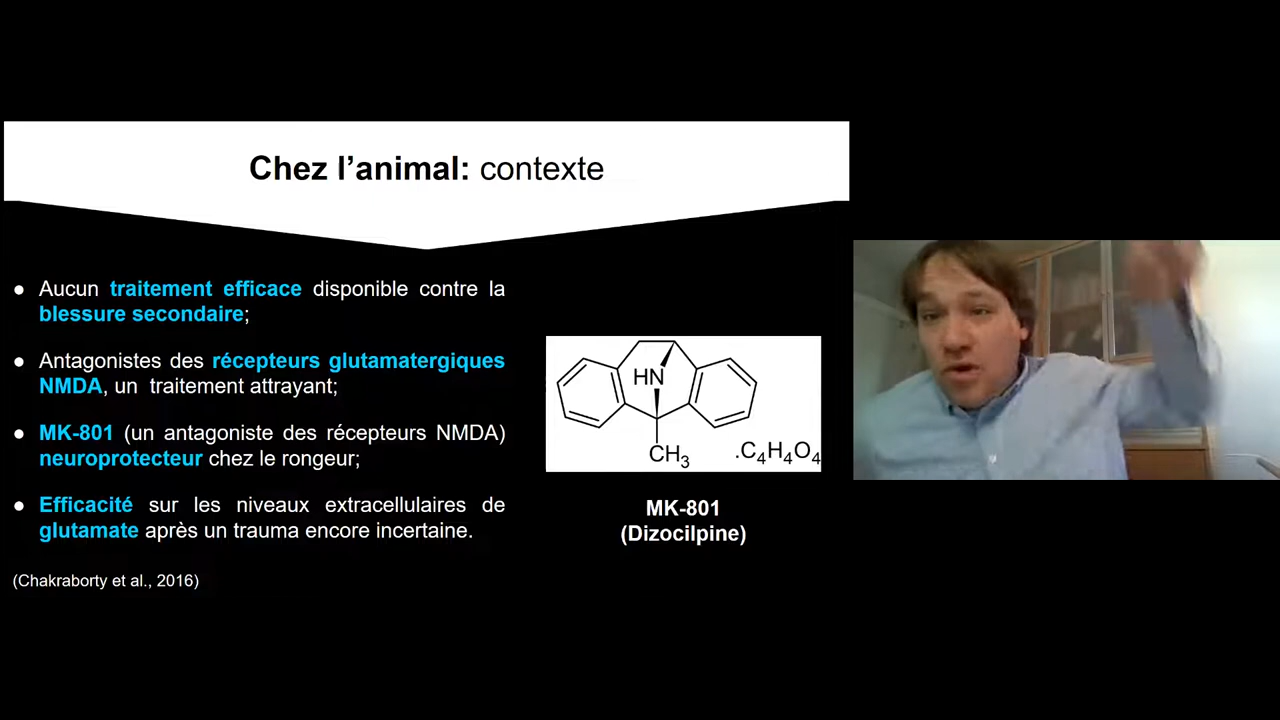 Chez l’animal: contexte
● Aucun traitement efficace disponible contre la
blessure secondaire;
● Antagonistes des récepteurs glutamatergiques
NMDA, un traitement attrayant;
● MK-801 (un antagoniste des récepteurs NMDA)
neuroprotecteur chez le rongeur;
● Efficacité sur les niveaux extracellulaires de
glutamate après un trauma encore incertaine.
(Chakraborty et al., 2016)
HN
CH3
.C4H4O4
MK-801
(Dizocilpine)